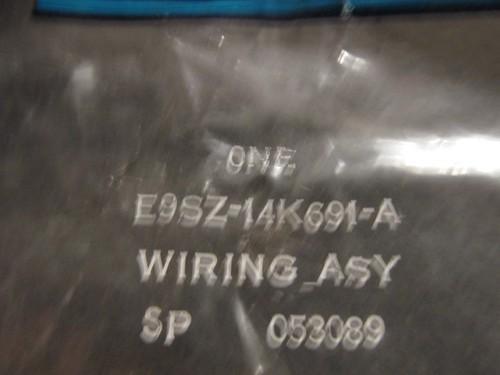 ONE
E9SZ-14K691-A
WIRING ASY
SP 053089